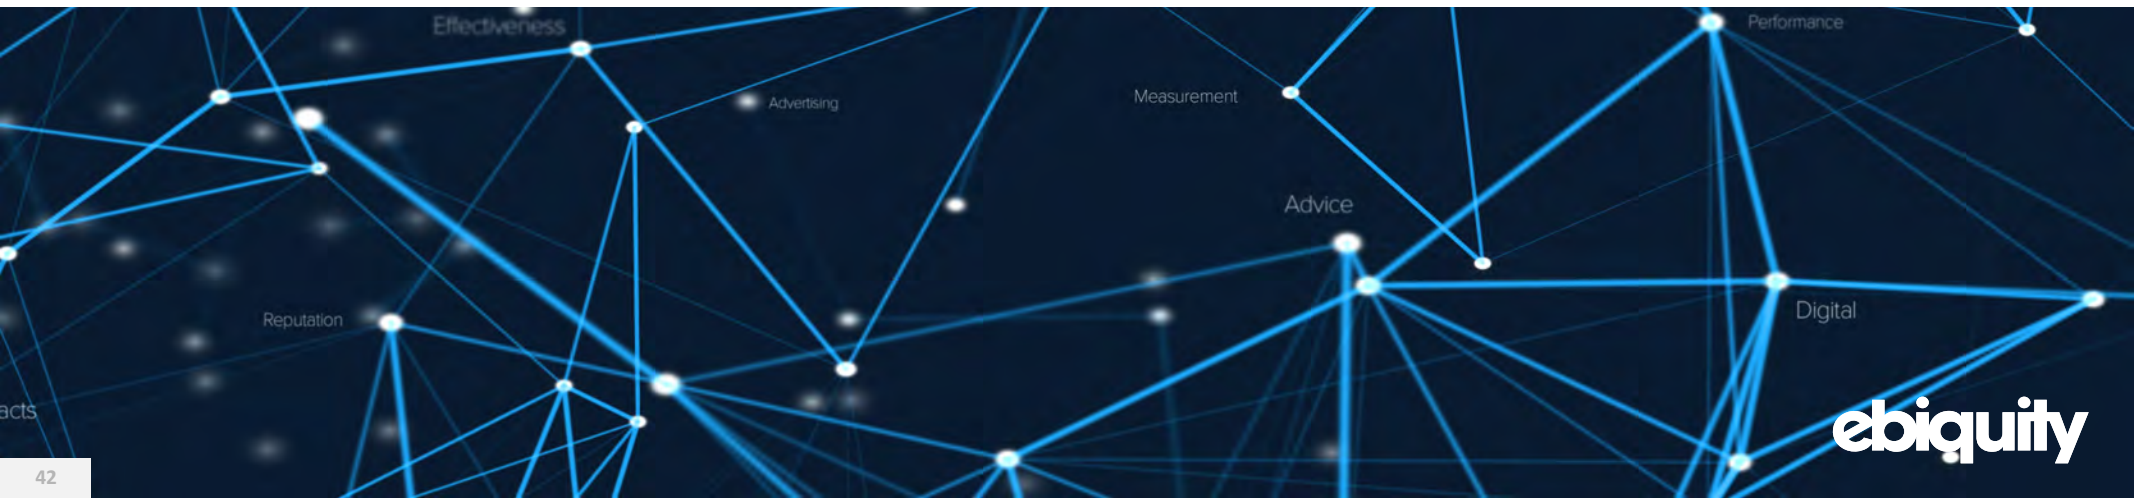 Effectiveness
Performance
Measurement
Advertising
Advice
Digital
Reputation
acts
ebiquity
42